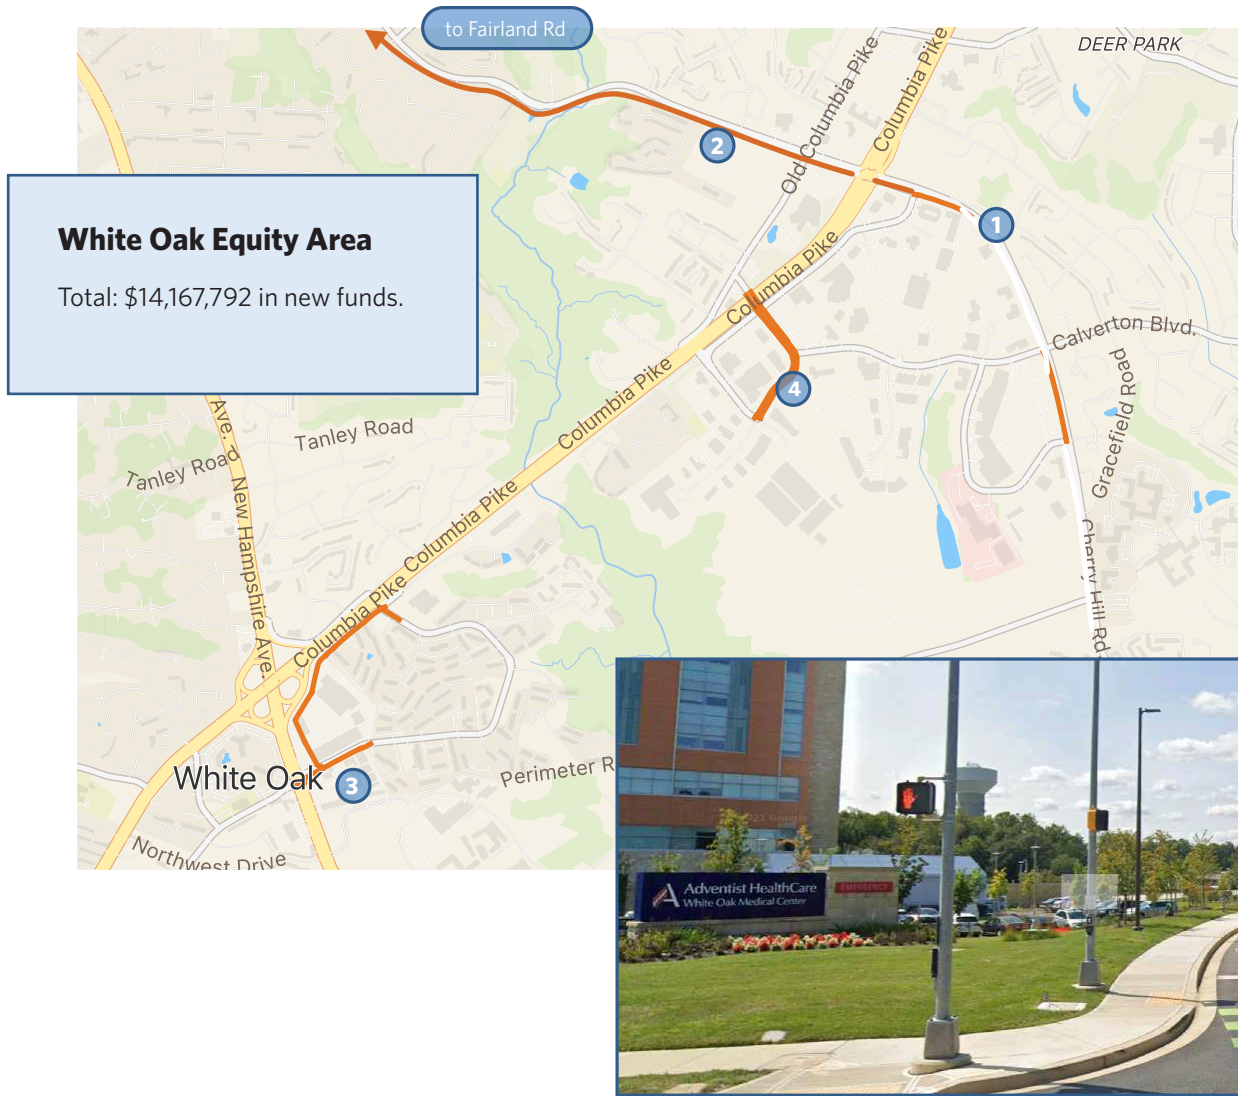 to Fairland Rd
DEER PARK
Old Columbia Pike
Columbia Pike
2
1
White Oak Equity Area
Total: $14,167,792 in new funds.
Columbia Pike
Calverton Blvd.
4
Gracefield Road
Columbia Pike
Ave.
Tanley Road
Tanley Road
New Hampshire Ave.
Columbia Pike
Cherry Hill Rd.
Columbia Pike
White Oak
3
Perimeter R
Northwest Drive
Adventist HealthCare
White Oak Medical Center
EMERGENCY